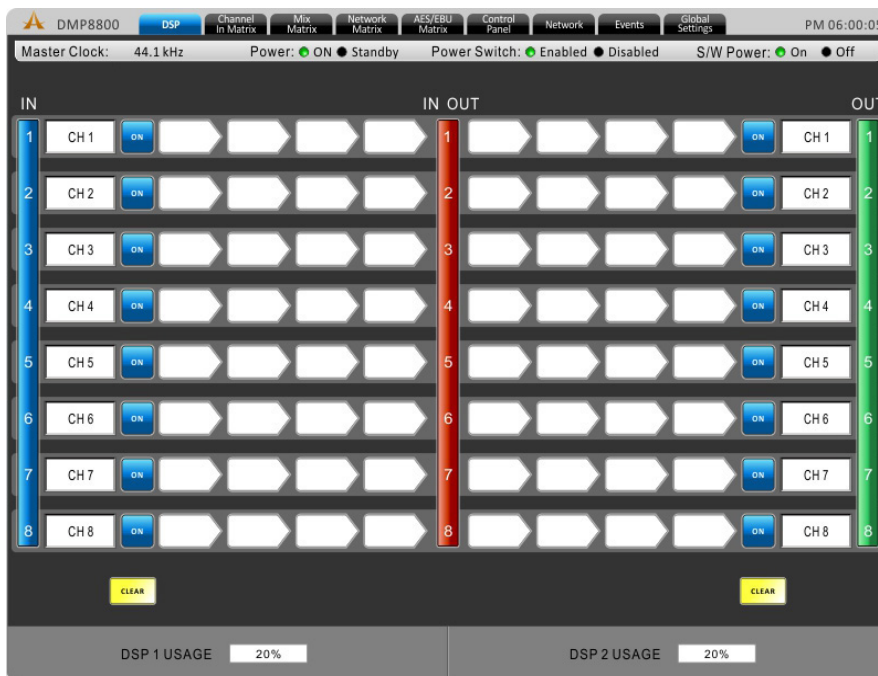 DMP8800 DSP Channel In Matrix Mix Matrix Network Matrix AES/EBU Matrix Control Panel Network Events Global Settings PM 06:00:05
Master Clock: 44.1 kHz Power: ON Standby Power Switch: Enabled Disabled S/W Power: On Off
IN IN OUT OUT
1 CH 1 ON 1 ON CH 1 1
2 CH 2 ON 2 ON CH 2 2
3 CH 3 ON 3 ON CH 3 3
4 CH 4 ON 4 ON CH 4 4
5 CH 5 ON 5 ON CH 5 5
6 CH 6 ON 6 ON CH 6 6
7 CH 7 ON 7 ON CH 7 7
8 CH 8 ON 8 ON CH 8 8
CLEAR CLEAR
DSP 1 USAGE 20% DSP 2 USAGE 20%